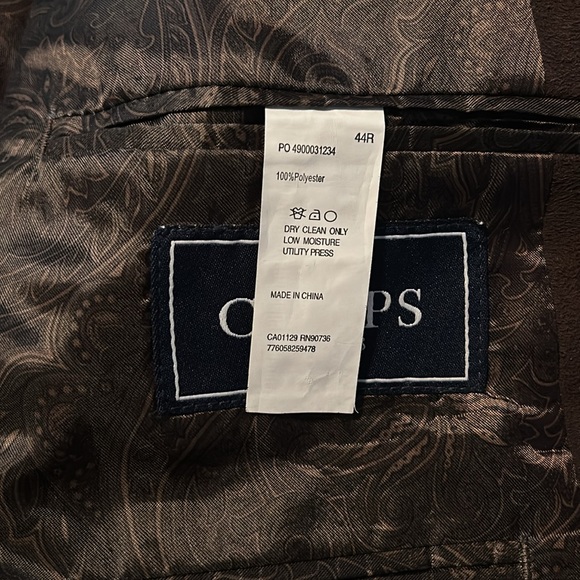 44R
PO 4900031234
100%Polyester
DRY CLEAN ONLY
LOW MOISTURE
UTILITY PRESS
MADE IN CHINA
CA01129 RN90736
776058259478